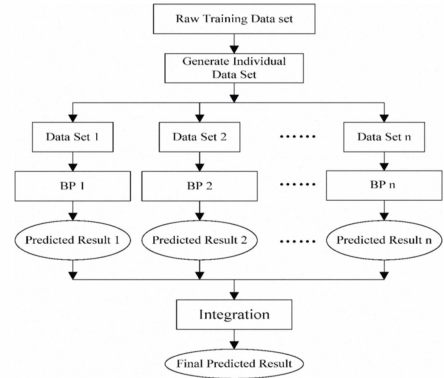 Raw Training Data set
Generate Individual
Data Set
Data Set 1 Data Set 2 ...... Data Set n
BP 1 BP 2 ...... BP n
Predicted Result 1 Predicted Result 2 ...... Predicted Result n
Integration
Final Predicted Result